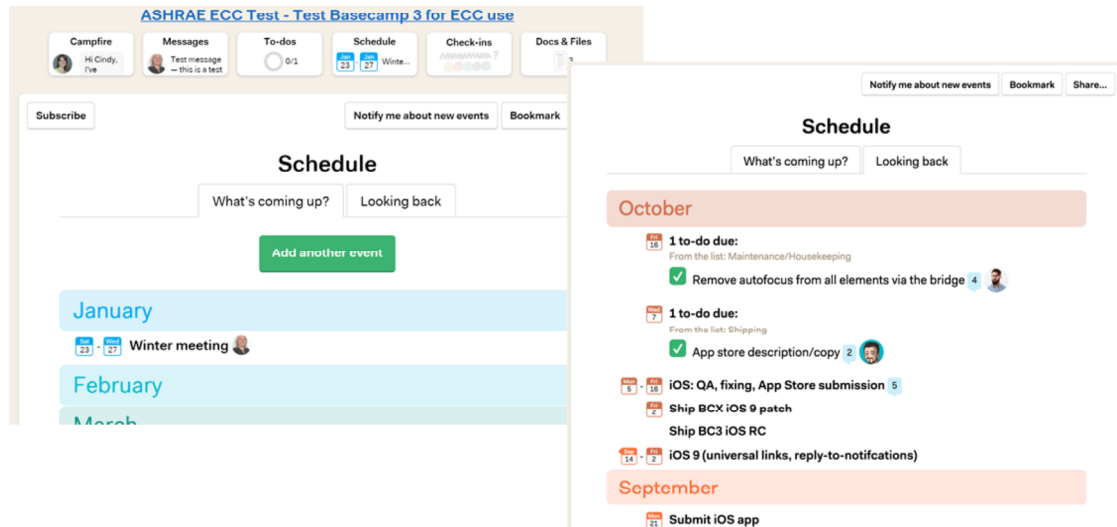 ASHRAE ECC Test - Test Basecamp 3 for ECC use
Campfire
Hi Cindy,
I've
Messages
Test message
— this is a test
To-dos
0/1
Schedule
Jan
23
Jan
27
Winte...
Check-ins
Docs & Files
Subscribe
Notify me about new events
Bookmark
Schedule
What's coming up?
Looking back
Add another event
January
Sat
23
-
Wed
27
Winter meeting
February
March
Notify me about new events
Bookmark
Share...
Schedule
What's coming up?
Looking back
October
Fri
16
1 to-do due:
From the list: Maintenance/Housekeeping
Remove autofocus from all elements via the bridge 4
Wed
7
1 to-do due:
From the list: Shipping
App store description/copy 2
Mon
5
-
Fri
16
iOS: QA, fixing, App Store submission 5
Fri
2
Ship BCX iOS 9 patch
Ship BC3 iOS RC
Sep
14
-
Fri
2
iOS 9 (universal links, reply-to-notifcations)
September
Mon
21
Submit iOS app